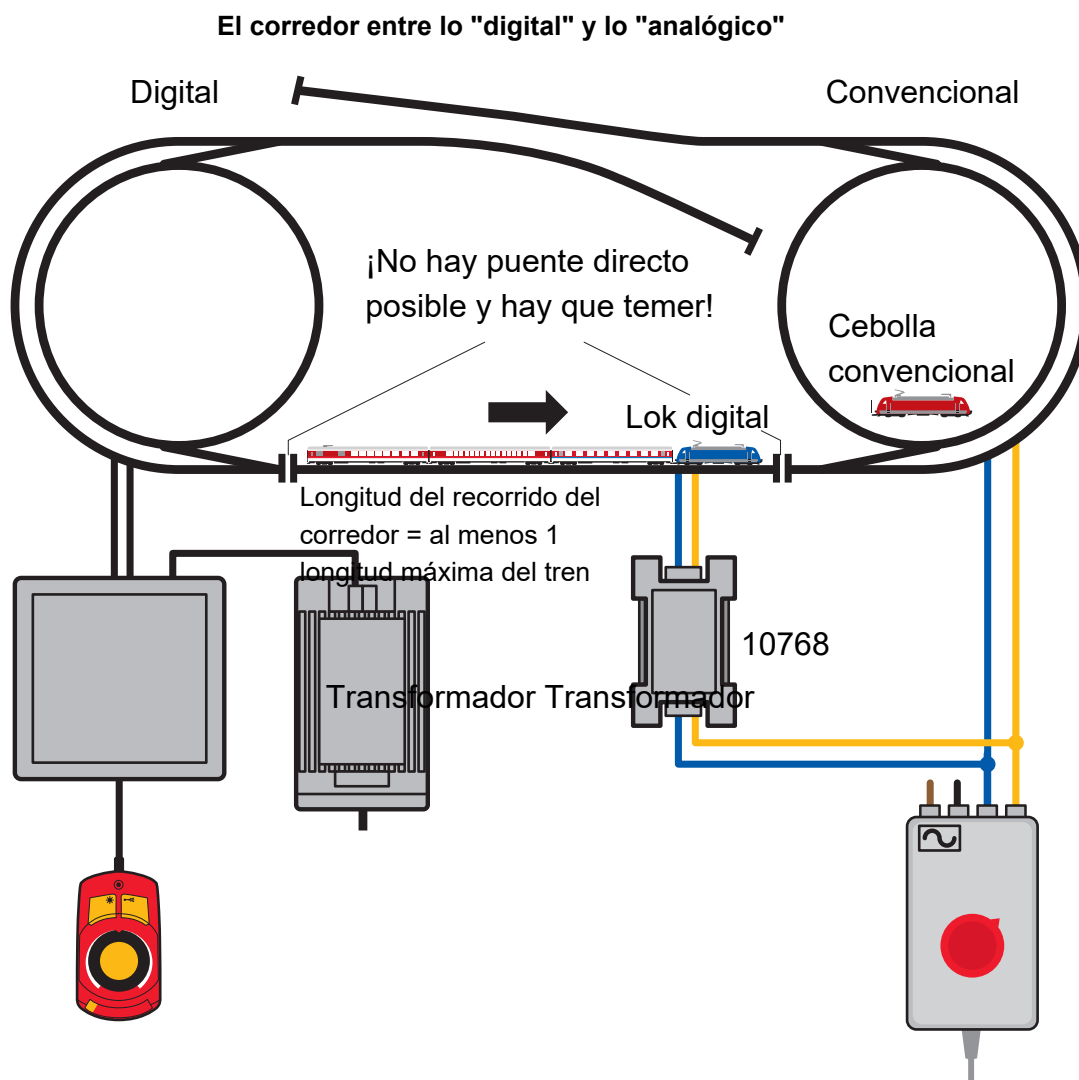 El corredor entre lo "digital" y lo "analógico"
Digital
Convencional
¡No hay puente directo
posible y hay que temer!
Cebolla
convencional
Lok digital
Longitud del recorrido del
corredor = al menos 1
longitud máxima del tren
10768
Transformador Transformador